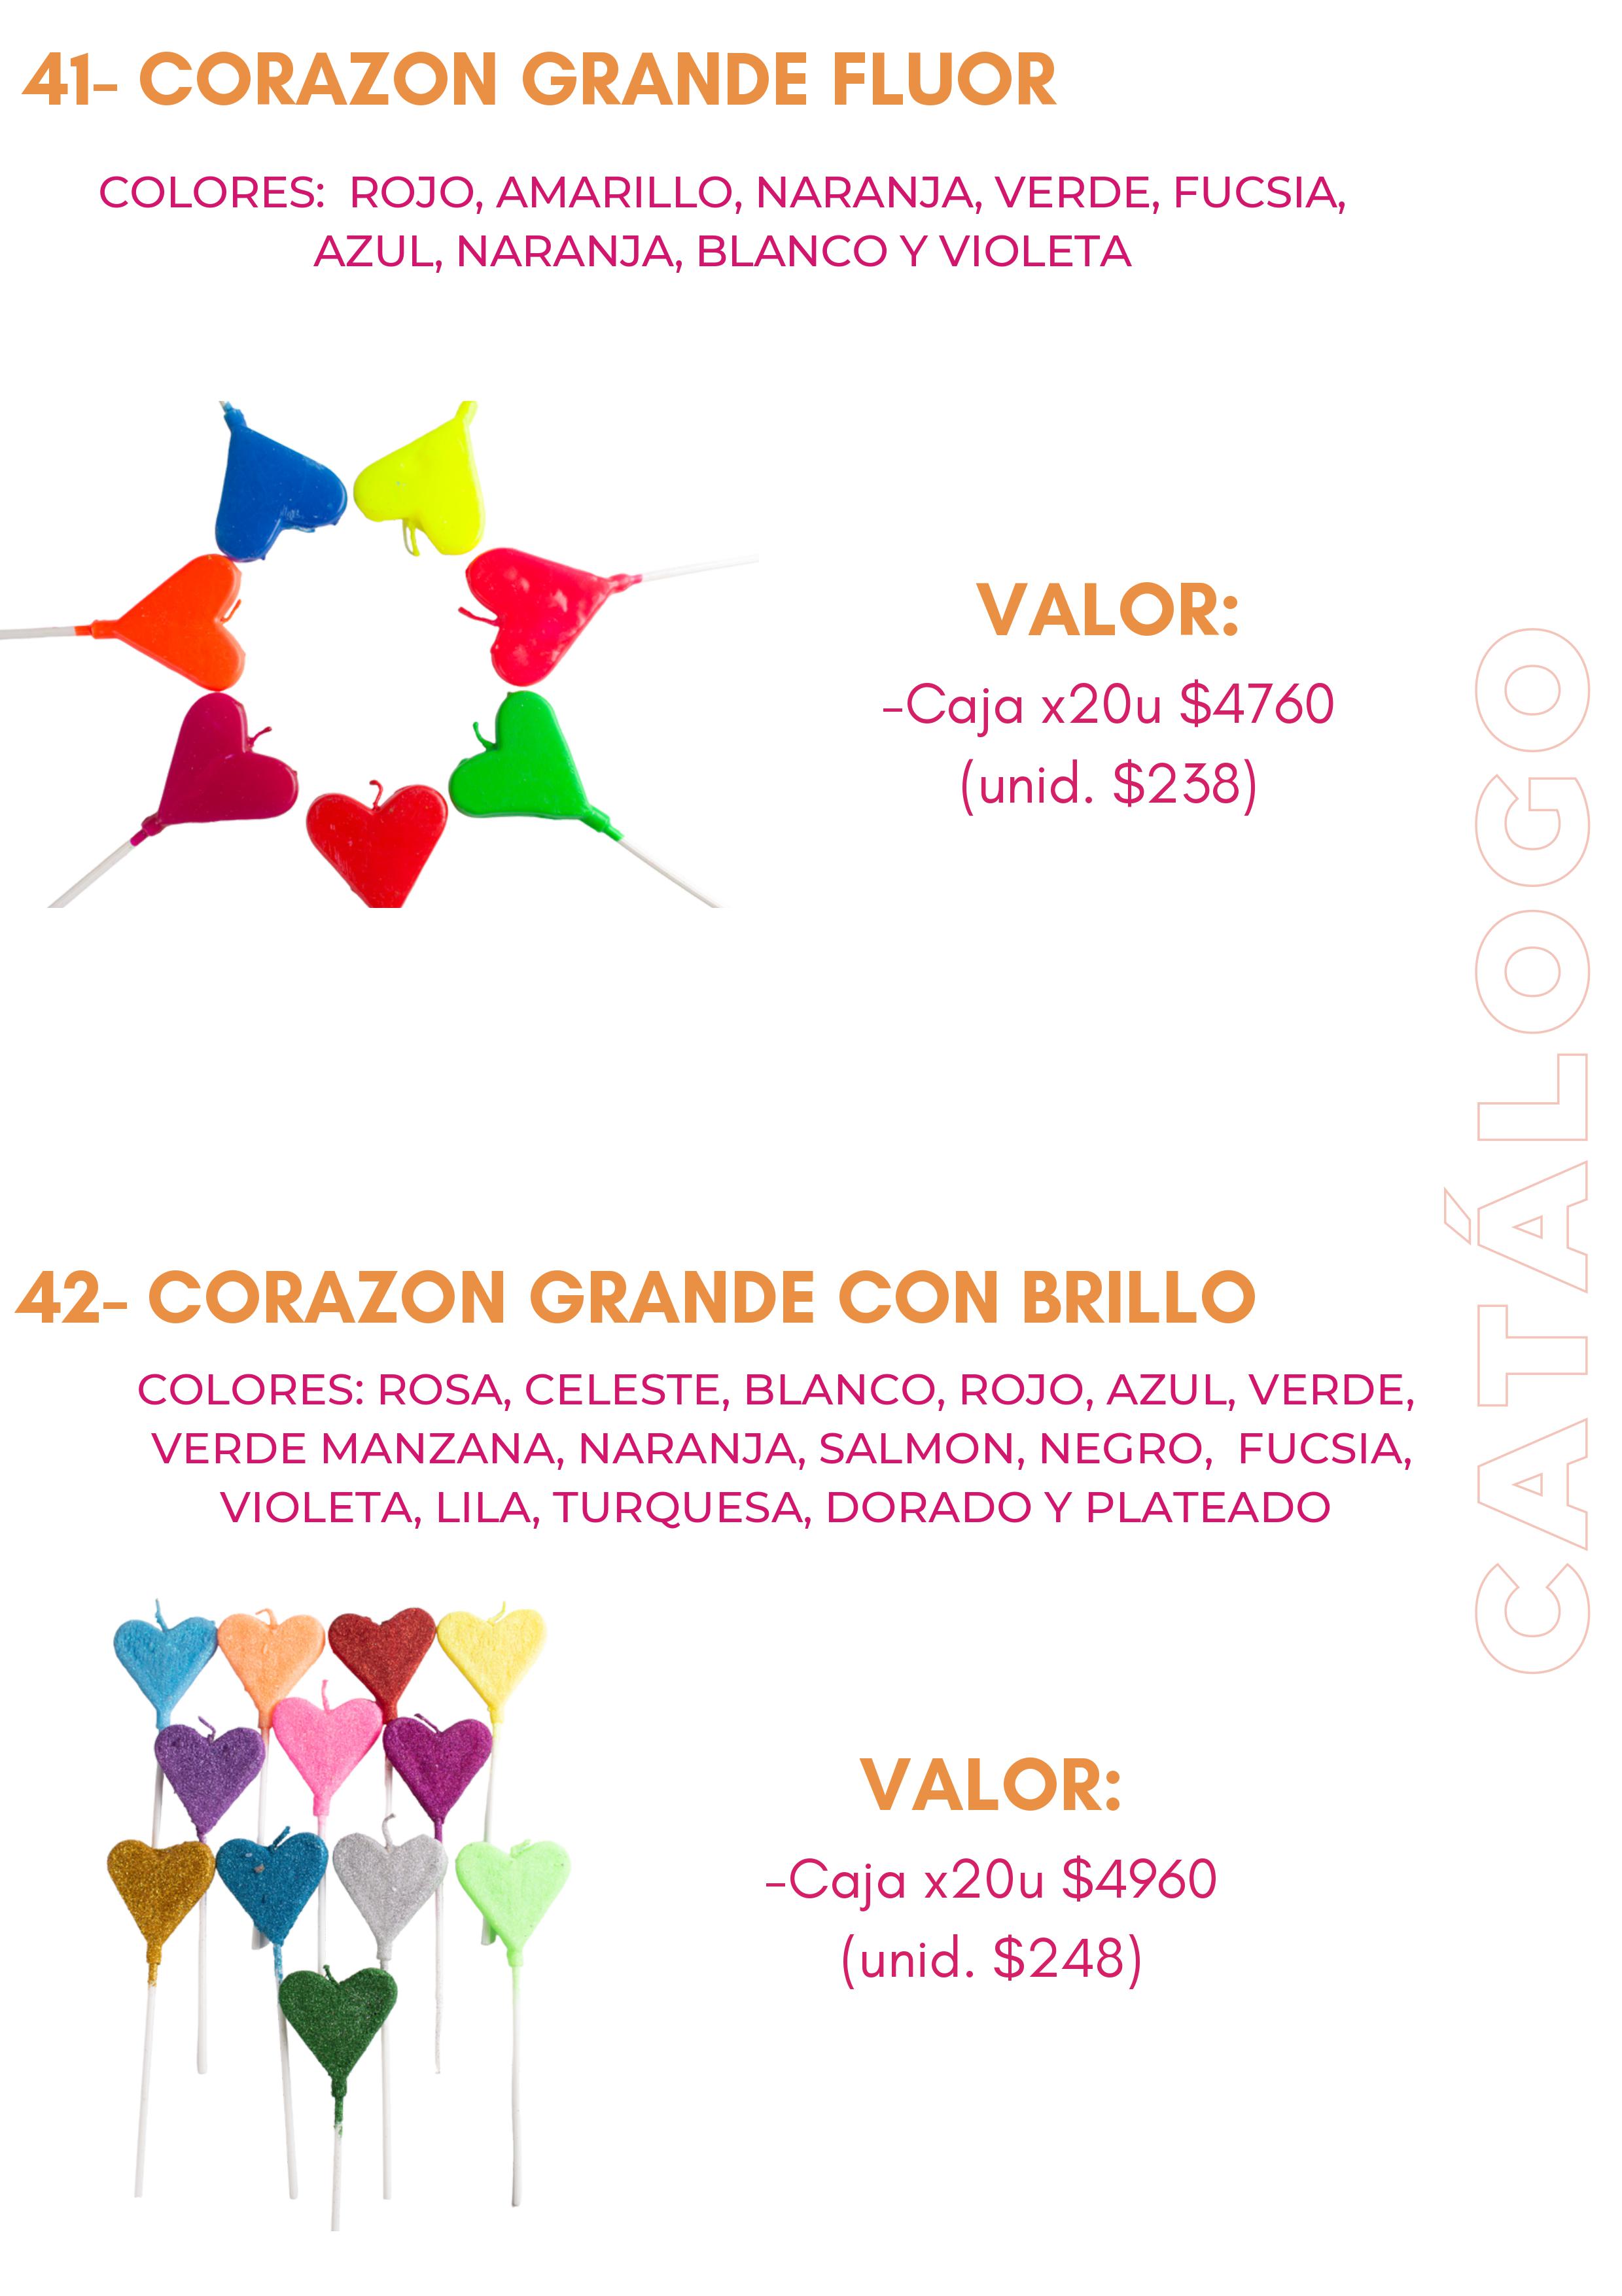 41- CORAZON GRANDE FLUOR
COLORES:  ROJO, AMARILLO, NARANJA, VERDE, FUCSIA,
AZUL, NARANJA, BLANCO Y VIOLETA
VALOR:
-Caja x20u $4760
(unid. $238)
CATÁLOGO
42- CORAZON GRANDE CON BRILLO
COLORES: ROSA, CELESTE, BLANCO, ROJO, AZUL, VERDE,
VERDE MANZANA, NARANJA, SALMON, NEGRO,  FUCSIA,
VIOLETA, LILA, TURQUESA, DORADO Y PLATEADO
VALOR:
-Caja x20u $4960
(unid. $248)